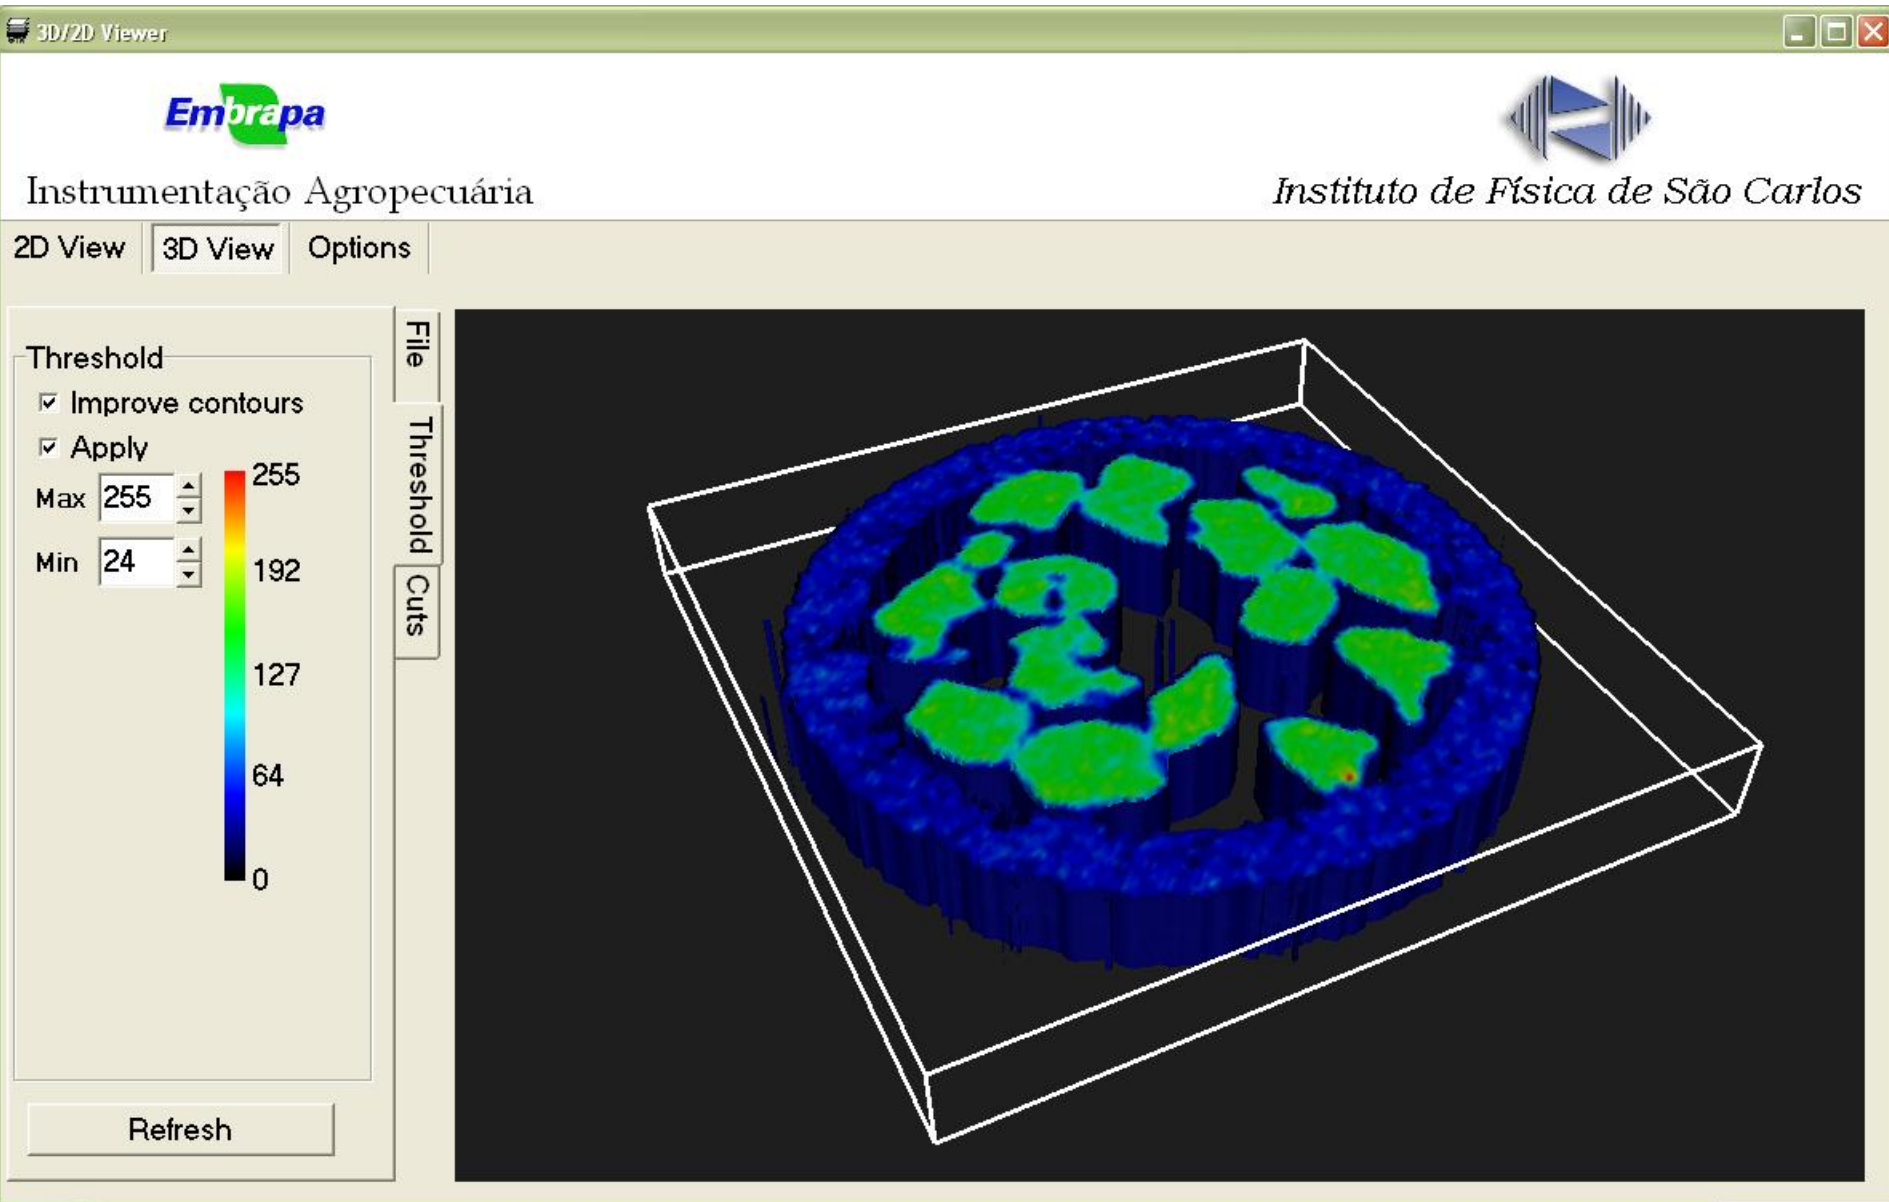 3D/2D Viewer
Embrapa
Instrumentação Agropecuária
Instituto de Física de São Carlos
2D View
3D View
Options
File
Threshold
Cuts
Threshold
Improve contours
Apply
Max 255
Min 24
255
192
127
64
0
Refresh